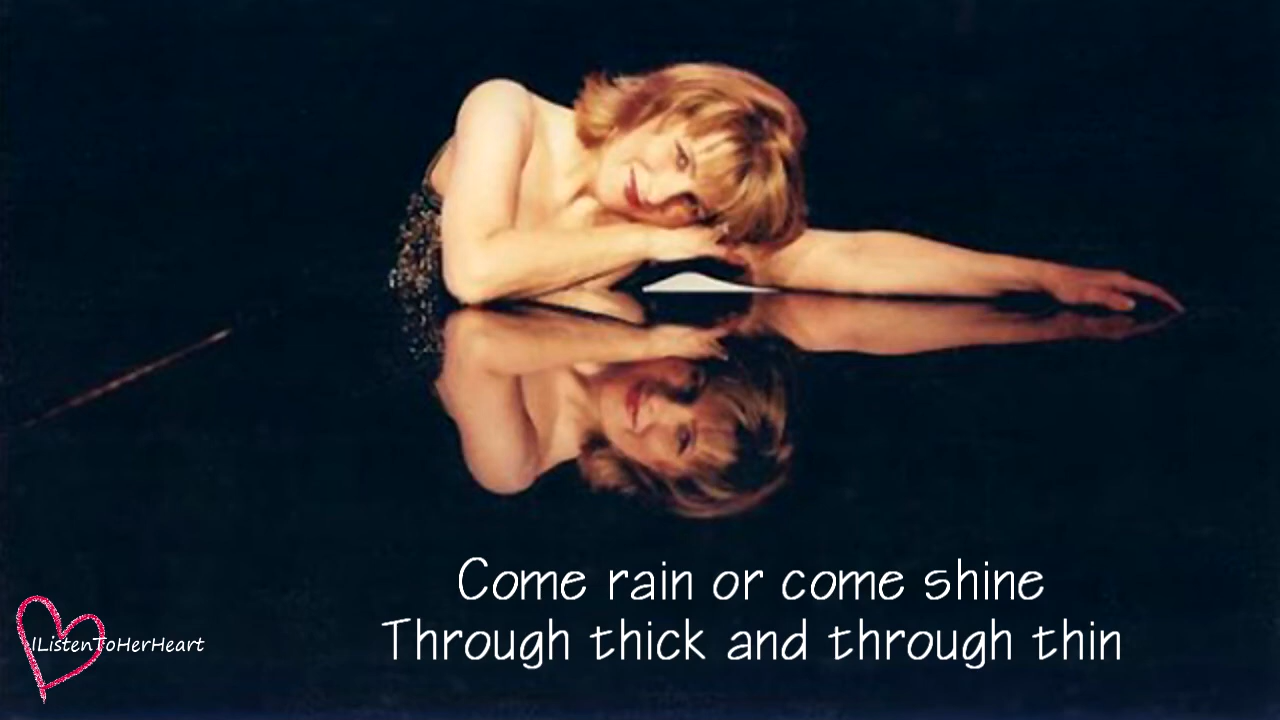 Come rain or come shine
Through thick and through thin
IListenToHerHeart